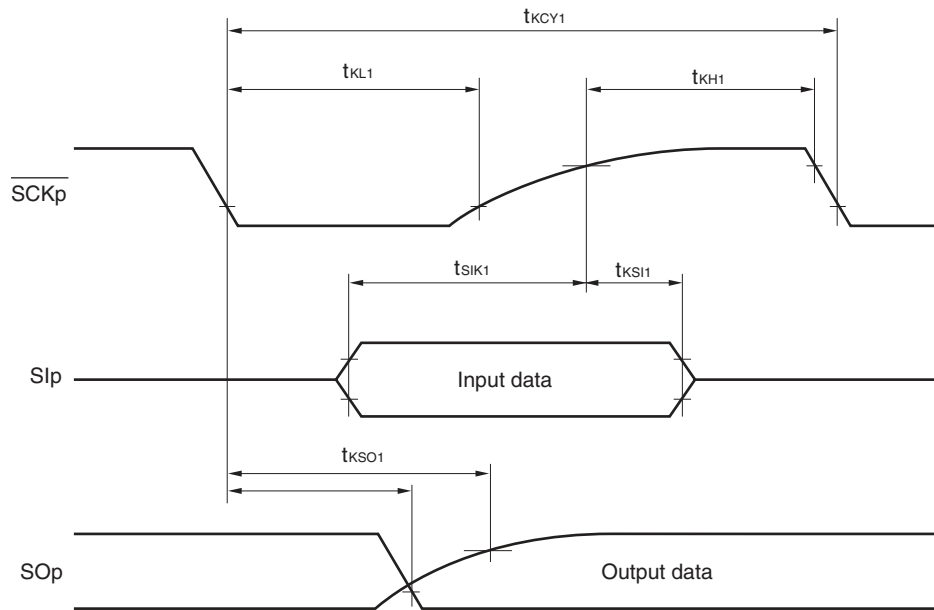 tKCY1
tKL1
tKH1
SCKp
tSIK1
tKSI1
SIp
Input data
tKSO1
SOp
Output data